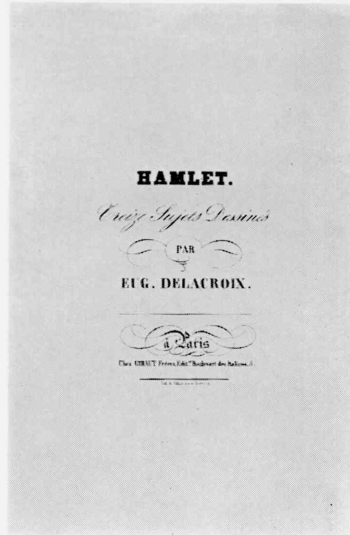 HAMLET.
Treize Sujets Dessinés
PAR
EUG. DELACROIX.
à Paris
Chez GIHAUT Frères, Edit.rs Boulevart des Italiens, 5.